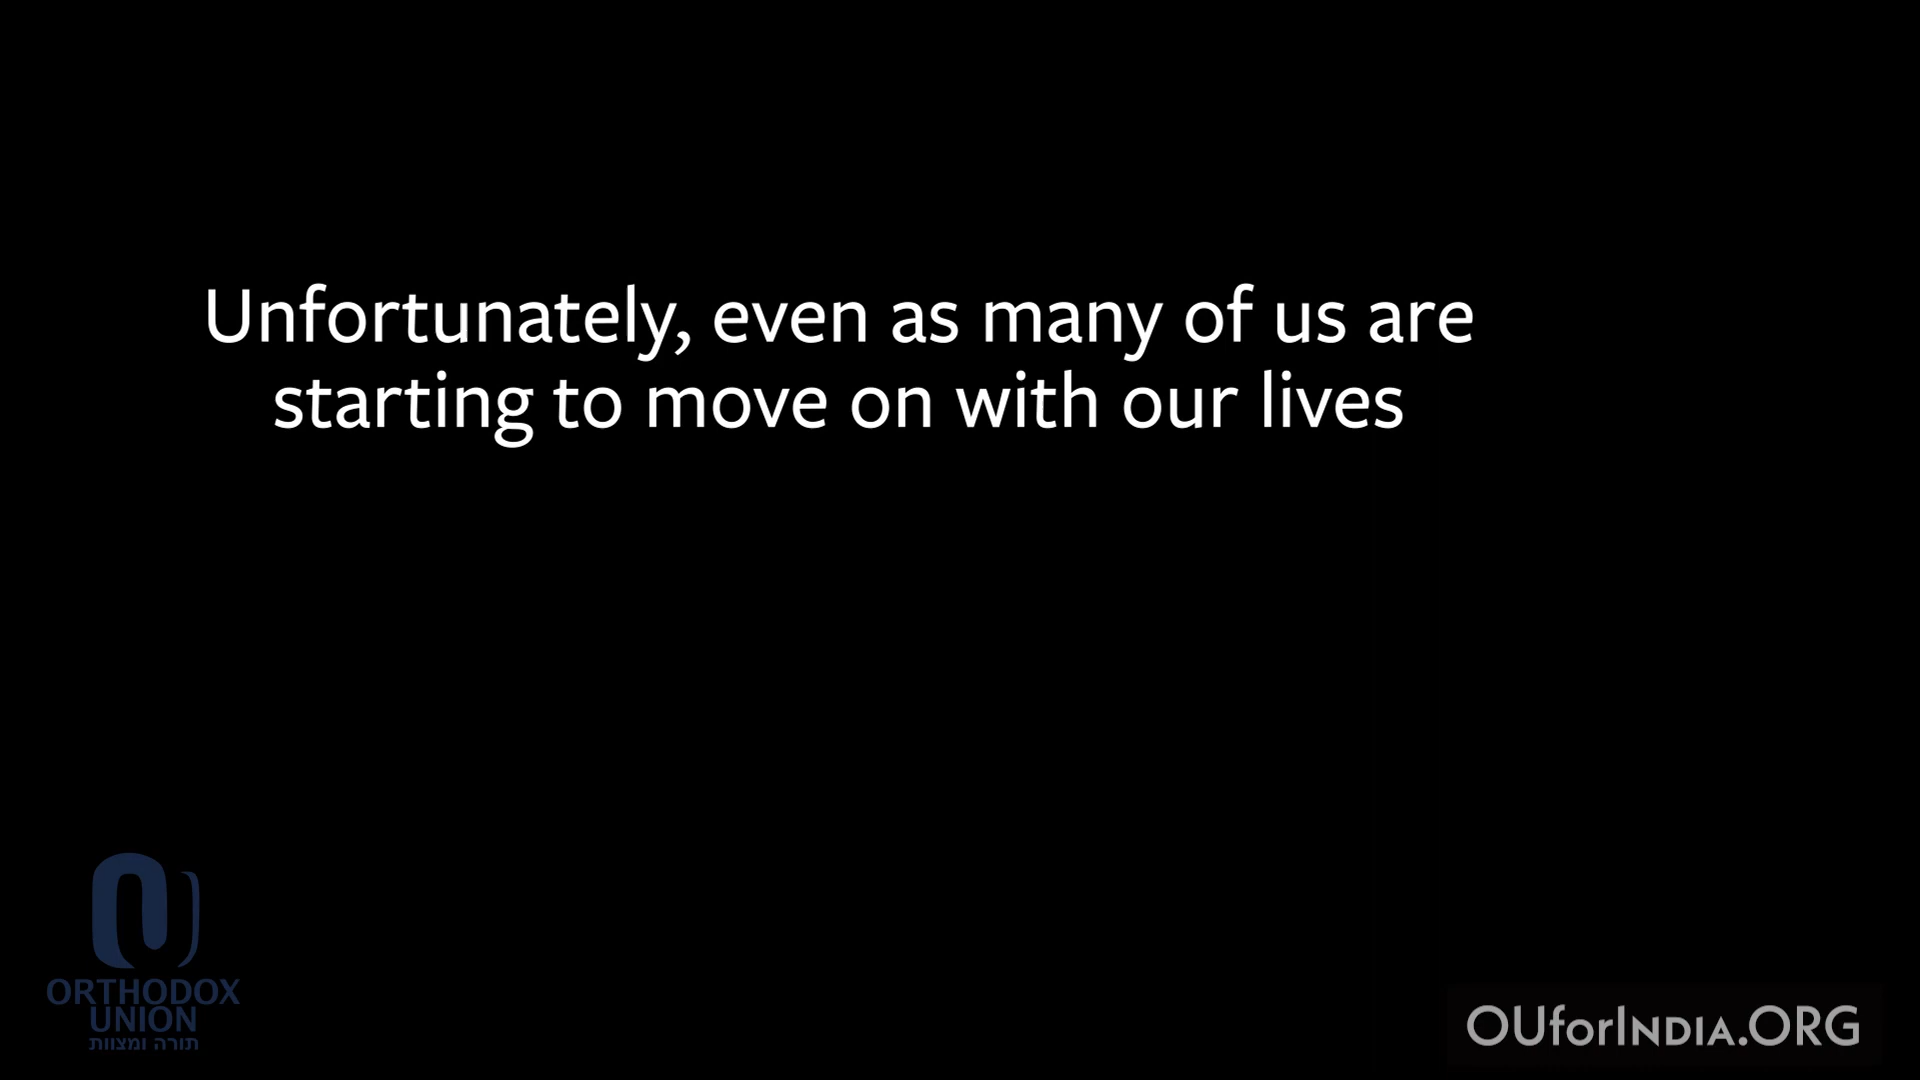 Unfortunately, even as many of us are
starting to move on with our lives
ORTHODOX
UNION
תורה ומצוות
OUforINDIA.ORG